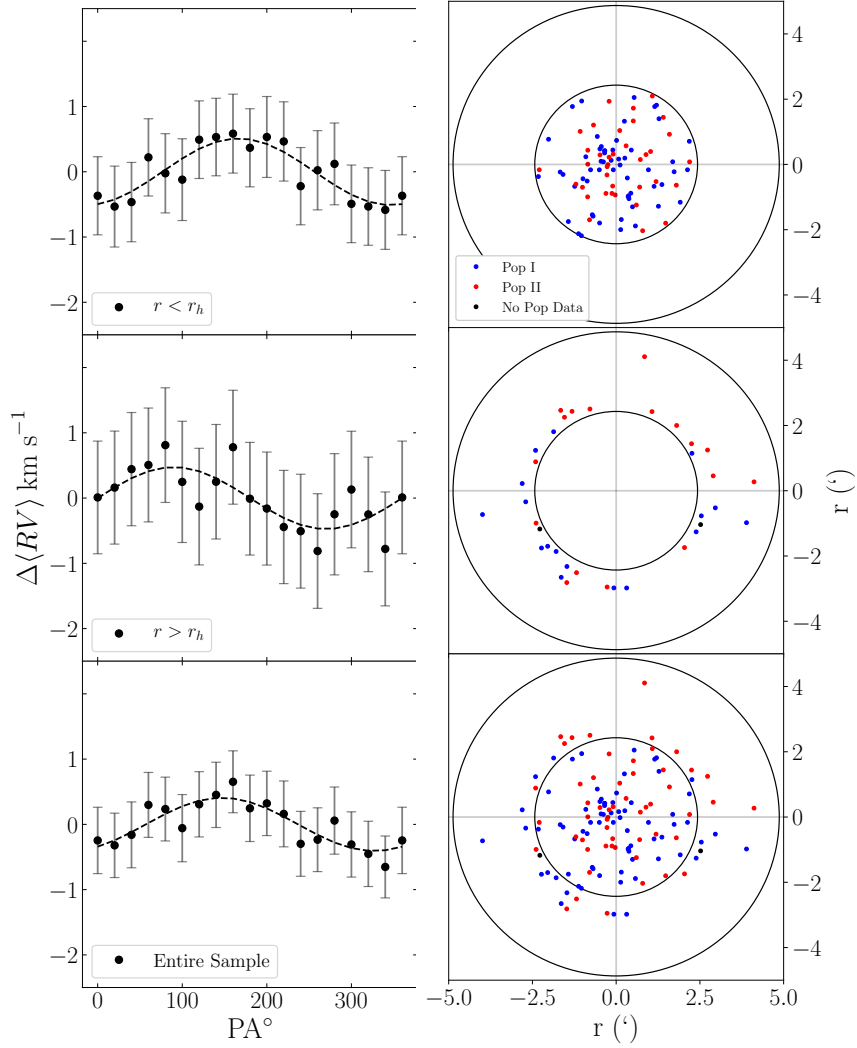 1
0
−1
−2
r < r_h
4
2
0
−2
−4
Pop I
Pop II
No Pop Data
1
0
−1
−2
r > r_h
4
2
0
−2
−4
Δ⟨RV⟩ km s⁻¹
r (‘)
1
0
−1
−2
Entire Sample
4
2
0
−2
−4
0 100 200 300
PA°
−5.0 −2.5 0.0 2.5 5.0
r (‘)